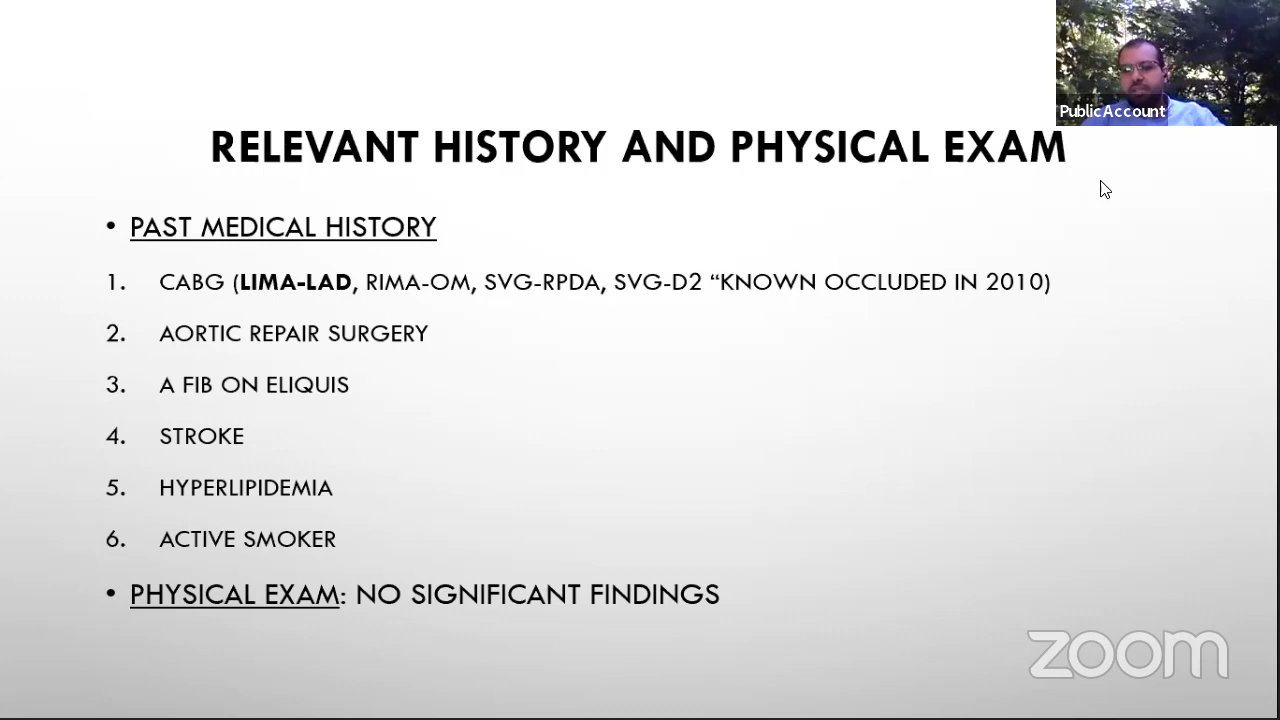 Public Account
RELEVANT HISTORY AND PHYSICAL EXAM
• PAST MEDICAL HISTORY
1. CABG (LIMA-LAD, RIMA-OM, SVG-RPDA, SVG-D2 “KNOWN OCCLUDED IN 2010)
2. AORTIC REPAIR SURGERY
3. A FIB ON ELIQUIS
4. STROKE
5. HYPERLIPIDEMIA
6. ACTIVE SMOKER
• PHYSICAL EXAM: NO SIGNIFICANT FINDINGS
zoom